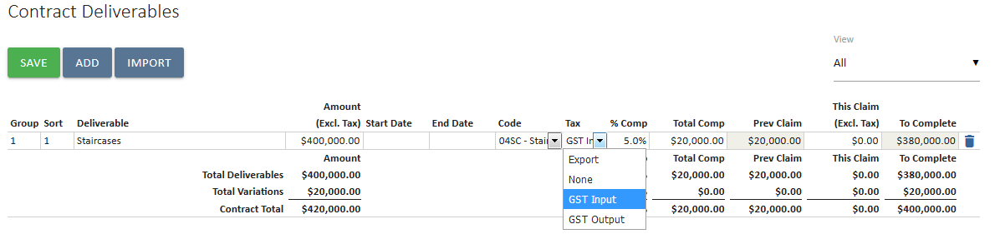 Contract Deliverables
View
SAVE ADD IMPORT
All
Amount This Claim
Group Sort Deliverable (Excl. Tax) Start Date End Date Code Tax % Comp Total Comp Prev Claim (Excl. Tax) To Complete
1 1 Staircases $400,000.00 04SC - Stair GST In 5.0% $20,000.00 $20,000.00 $0.00 $380,000.00
Amount Export Total Comp Prev Claim This Claim To Complete
Total Deliverables $400,000.00 None $20,000.00 $20,000.00 $0.00 $380,000.00
Total Variations $20,000.00 GST Input $0.00 $0.00 $0.00 $20,000.00
Contract Total $420,000.00 GST Output $20,000.00 $20,000.00 $0.00 $400,000.00